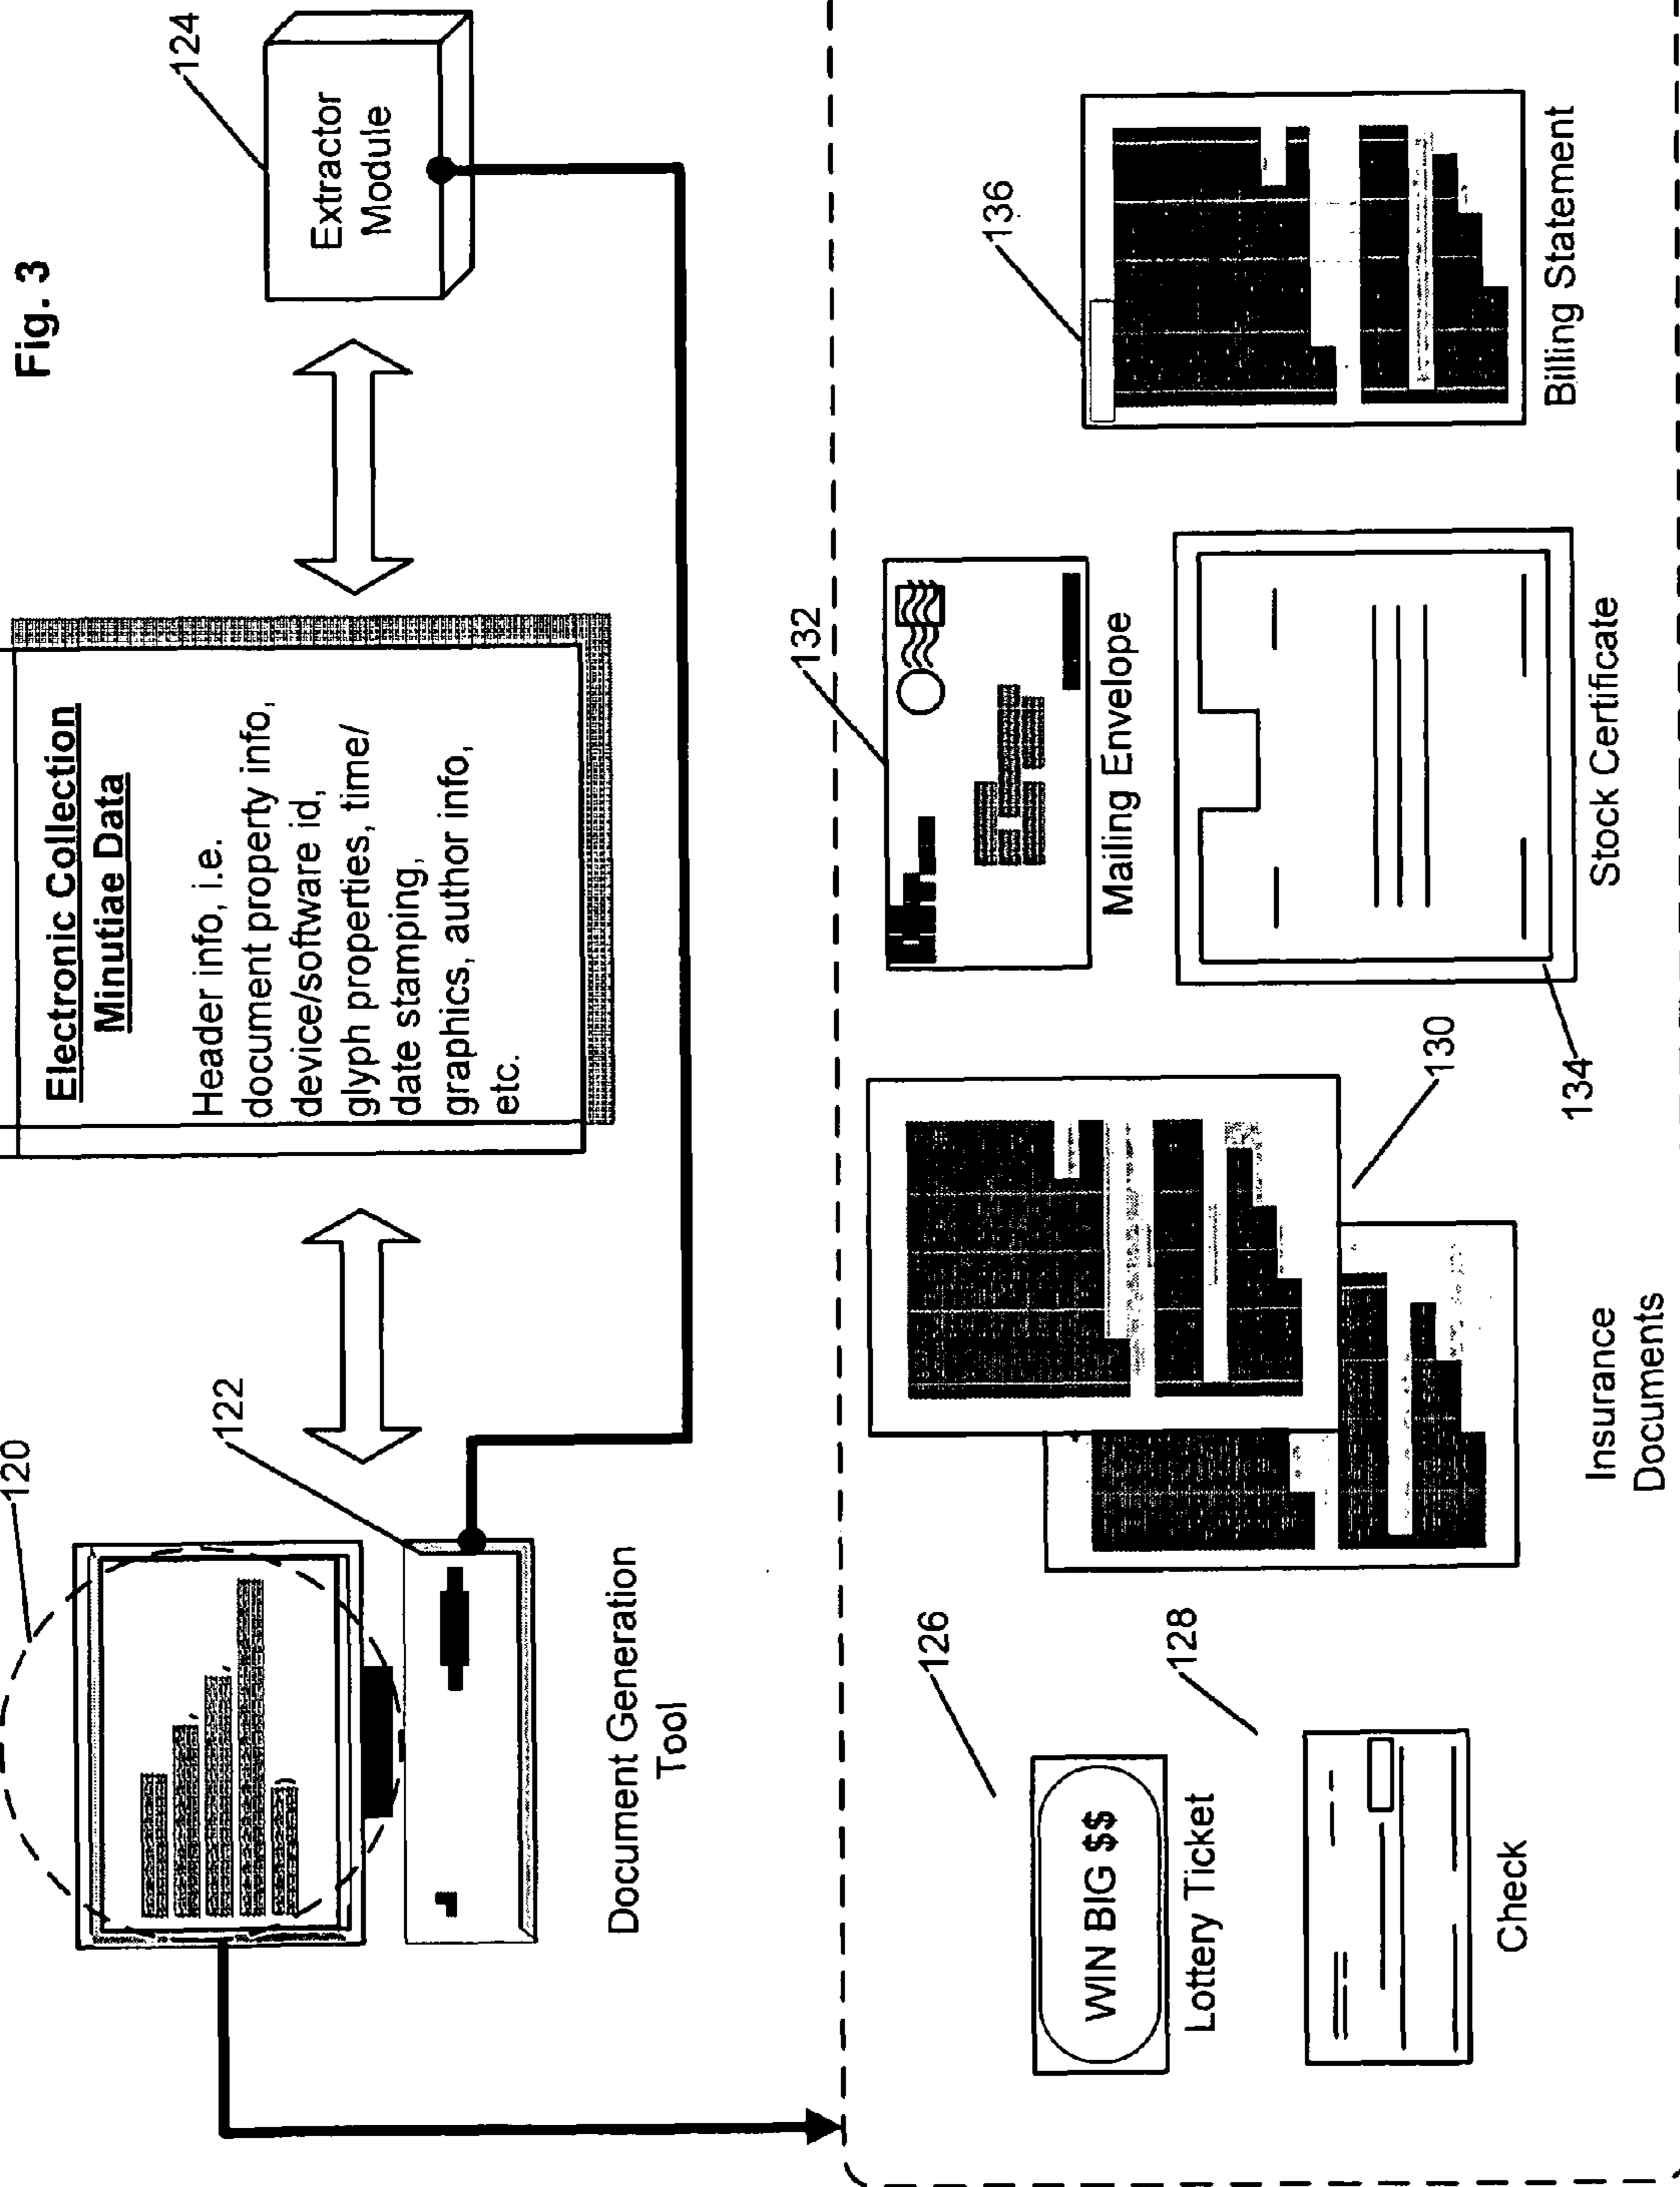 Fig. 3
120
122
124
Electronic Collection
Minutiae Data
Header info, i.e.
document property info,
device/software id,
glyph properties, time/
date stamping,
graphics, author info,
etc.
Extractor
Module
Document Generation
Tool
126
WIN BIG $$
Lottery Ticket
128
Check
130
Insurance
Documents
132
Mailing Envelope
134
Stock Certificate
136
Billing Statement